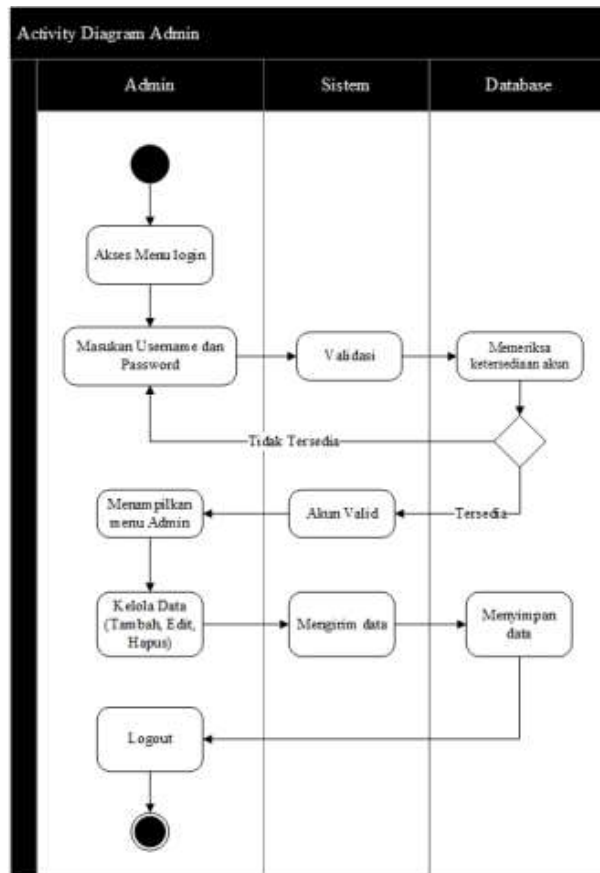 Activity Diagram Admin
Admin
Sistem
Database
Akses Menu login
Masukan Username dan
Password
Validasi
Memeriksa
ketersediaan akun
Tidak Tersedia
Menampilkan
menu Admin
Akun Valid
Tersedia
Kelola Data
(Tambah, Edit,
Hapus)
Mengirim data
Menyimpan
data
Logout